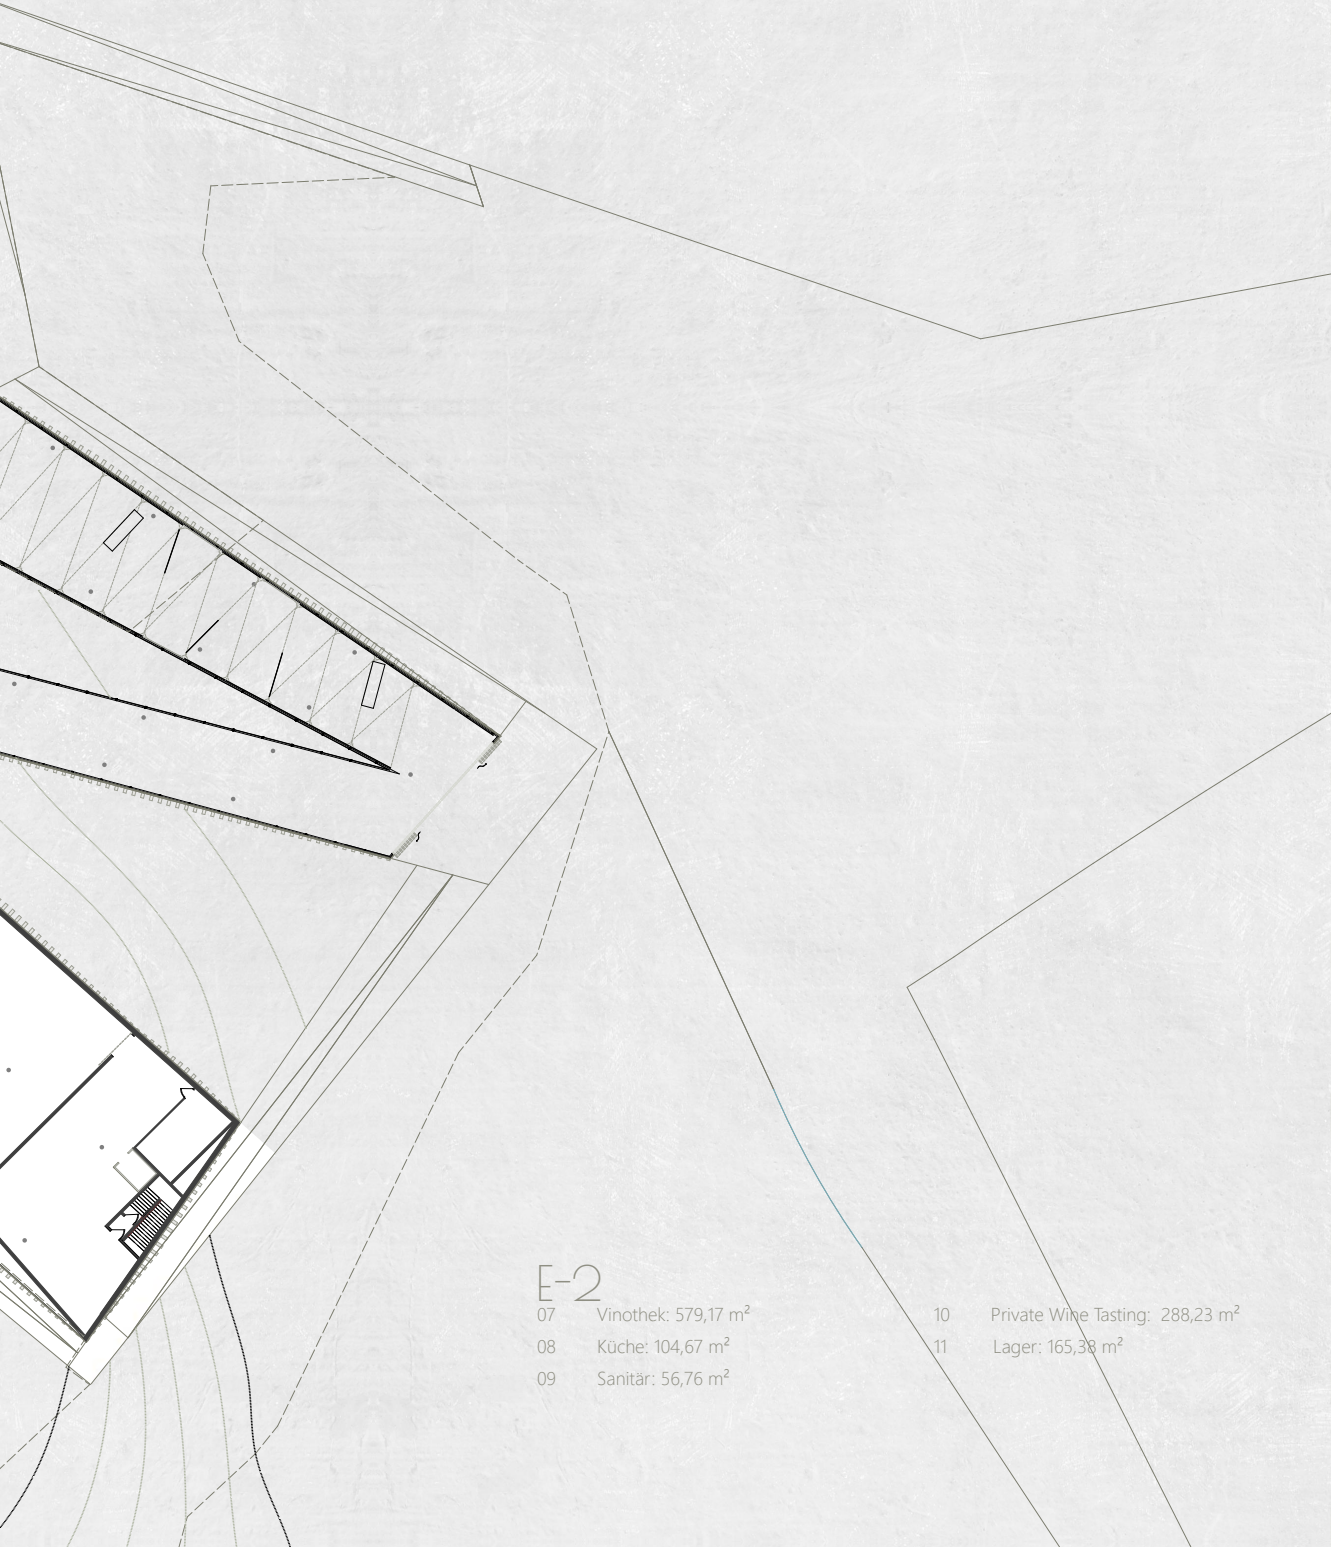 E-2
07 Vinothek: 579,17 m²
08 Küche: 104,67 m²
09 Sanitär: 56,76 m²
10 Private Wine Tasting: 288,23 m²
11 Lager: 165,38 m²